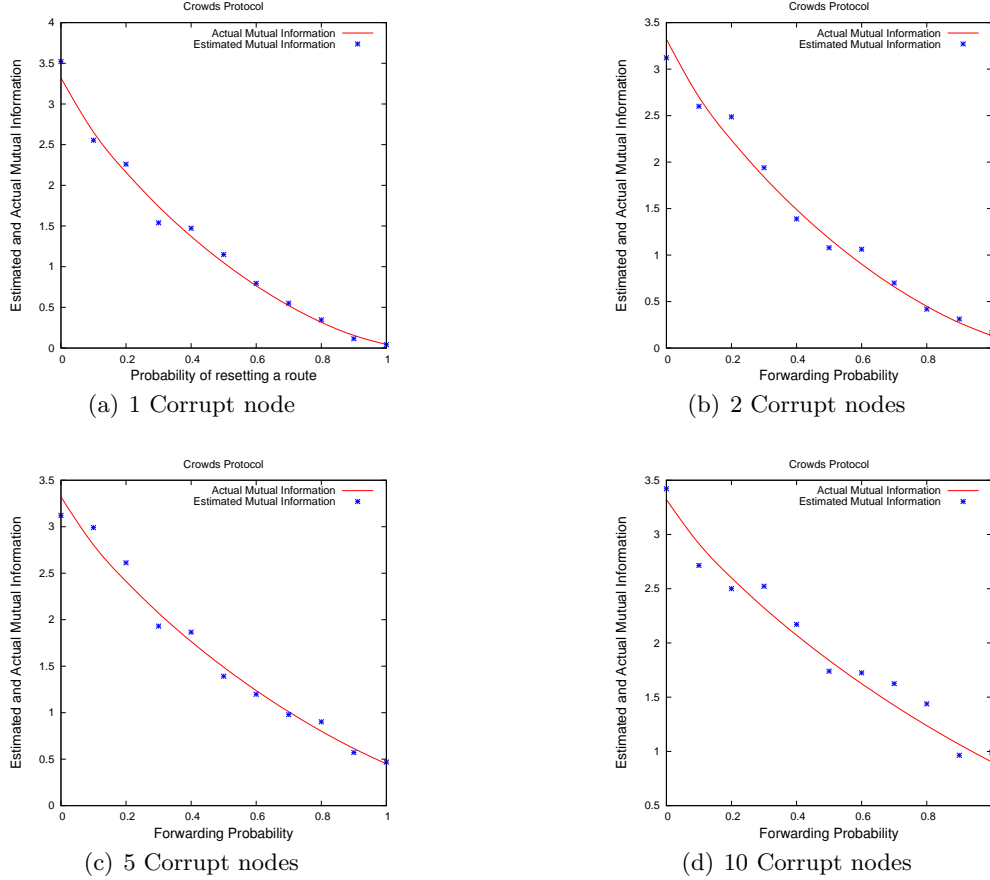 Crowds Protocol
Actual Mutual Information
Estimated Mutual Information
4
3.5
3
2.5
2
1.5
1
0.5
0
Estimated and Actual Mutual Information
0 0.2 0.4 0.6 0.8 1
Probability of resetting a route
(a) 1 Corrupt node
Crowds Protocol
Actual Mutual Information
Estimated Mutual Information
3.5
3
2.5
2
1.5
1
0.5
0
Estimated and Actual Mutual Information
0 0.2 0.4 0.6 0.8
Forwarding Probability
(b) 2 Corrupt nodes
Crowds Protocol
Actual Mutual Information
Estimated Mutual Information
3.5
3
2.5
2
1.5
1
0.5
0
Estimated and Actual Mutual Information
0 0.2 0.4 0.6 0.8 1
Forwarding Probability
(c) 5 Corrupt nodes
Crowds Protocol
Actual Mutual Information
Estimated Mutual Information
3.5
3
2.5
2
1.5
1
0.5
Estimated and Actual Mutual Information
0 0.2 0.4 0.6 0.8
Forwarding Probability
(d) 10 Corrupt nodes